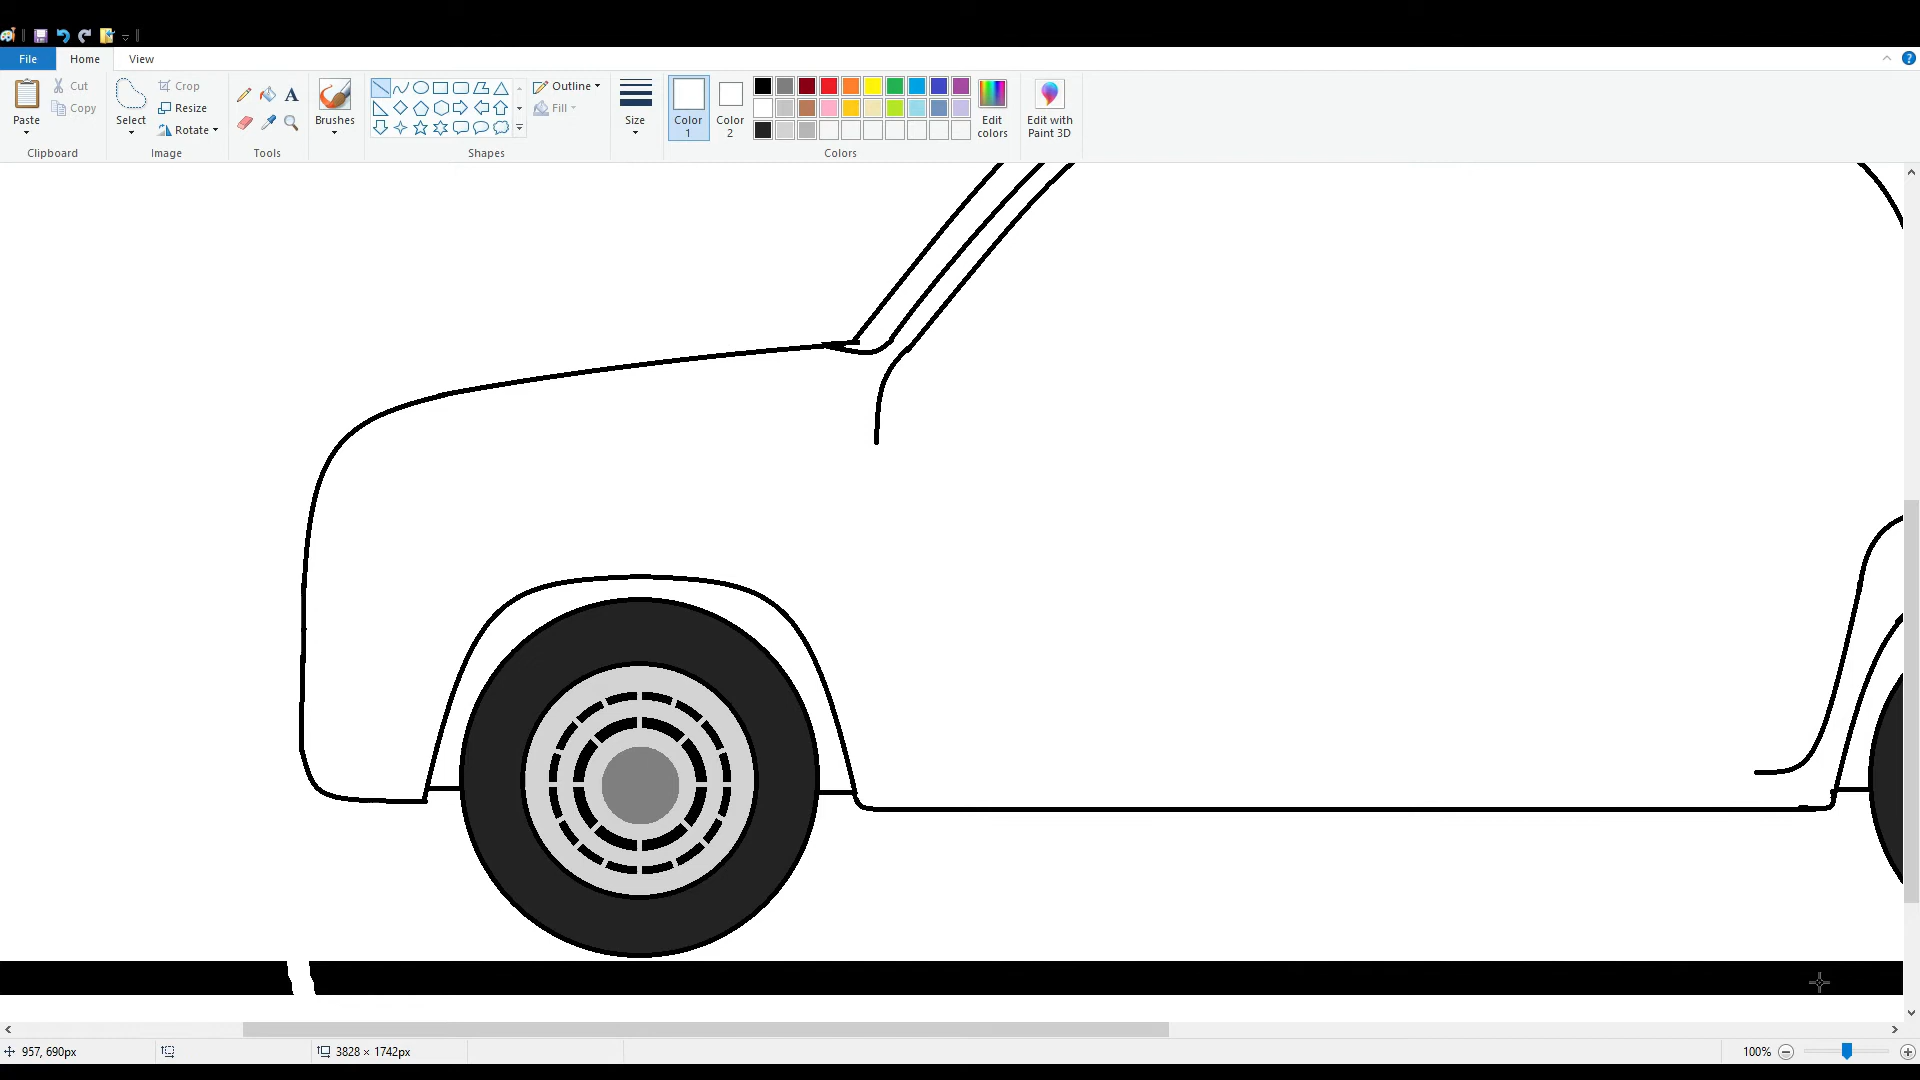 File Home View
Paste Cut Copy Clipboard
Select Crop Resize Rotate Image
A Tools
Brushes
Outline Fill Shapes
Size
Color 1 Color 2 Edit colors Colors
Edit with Paint 3D
957, 690px 3828 × 1742px 100%